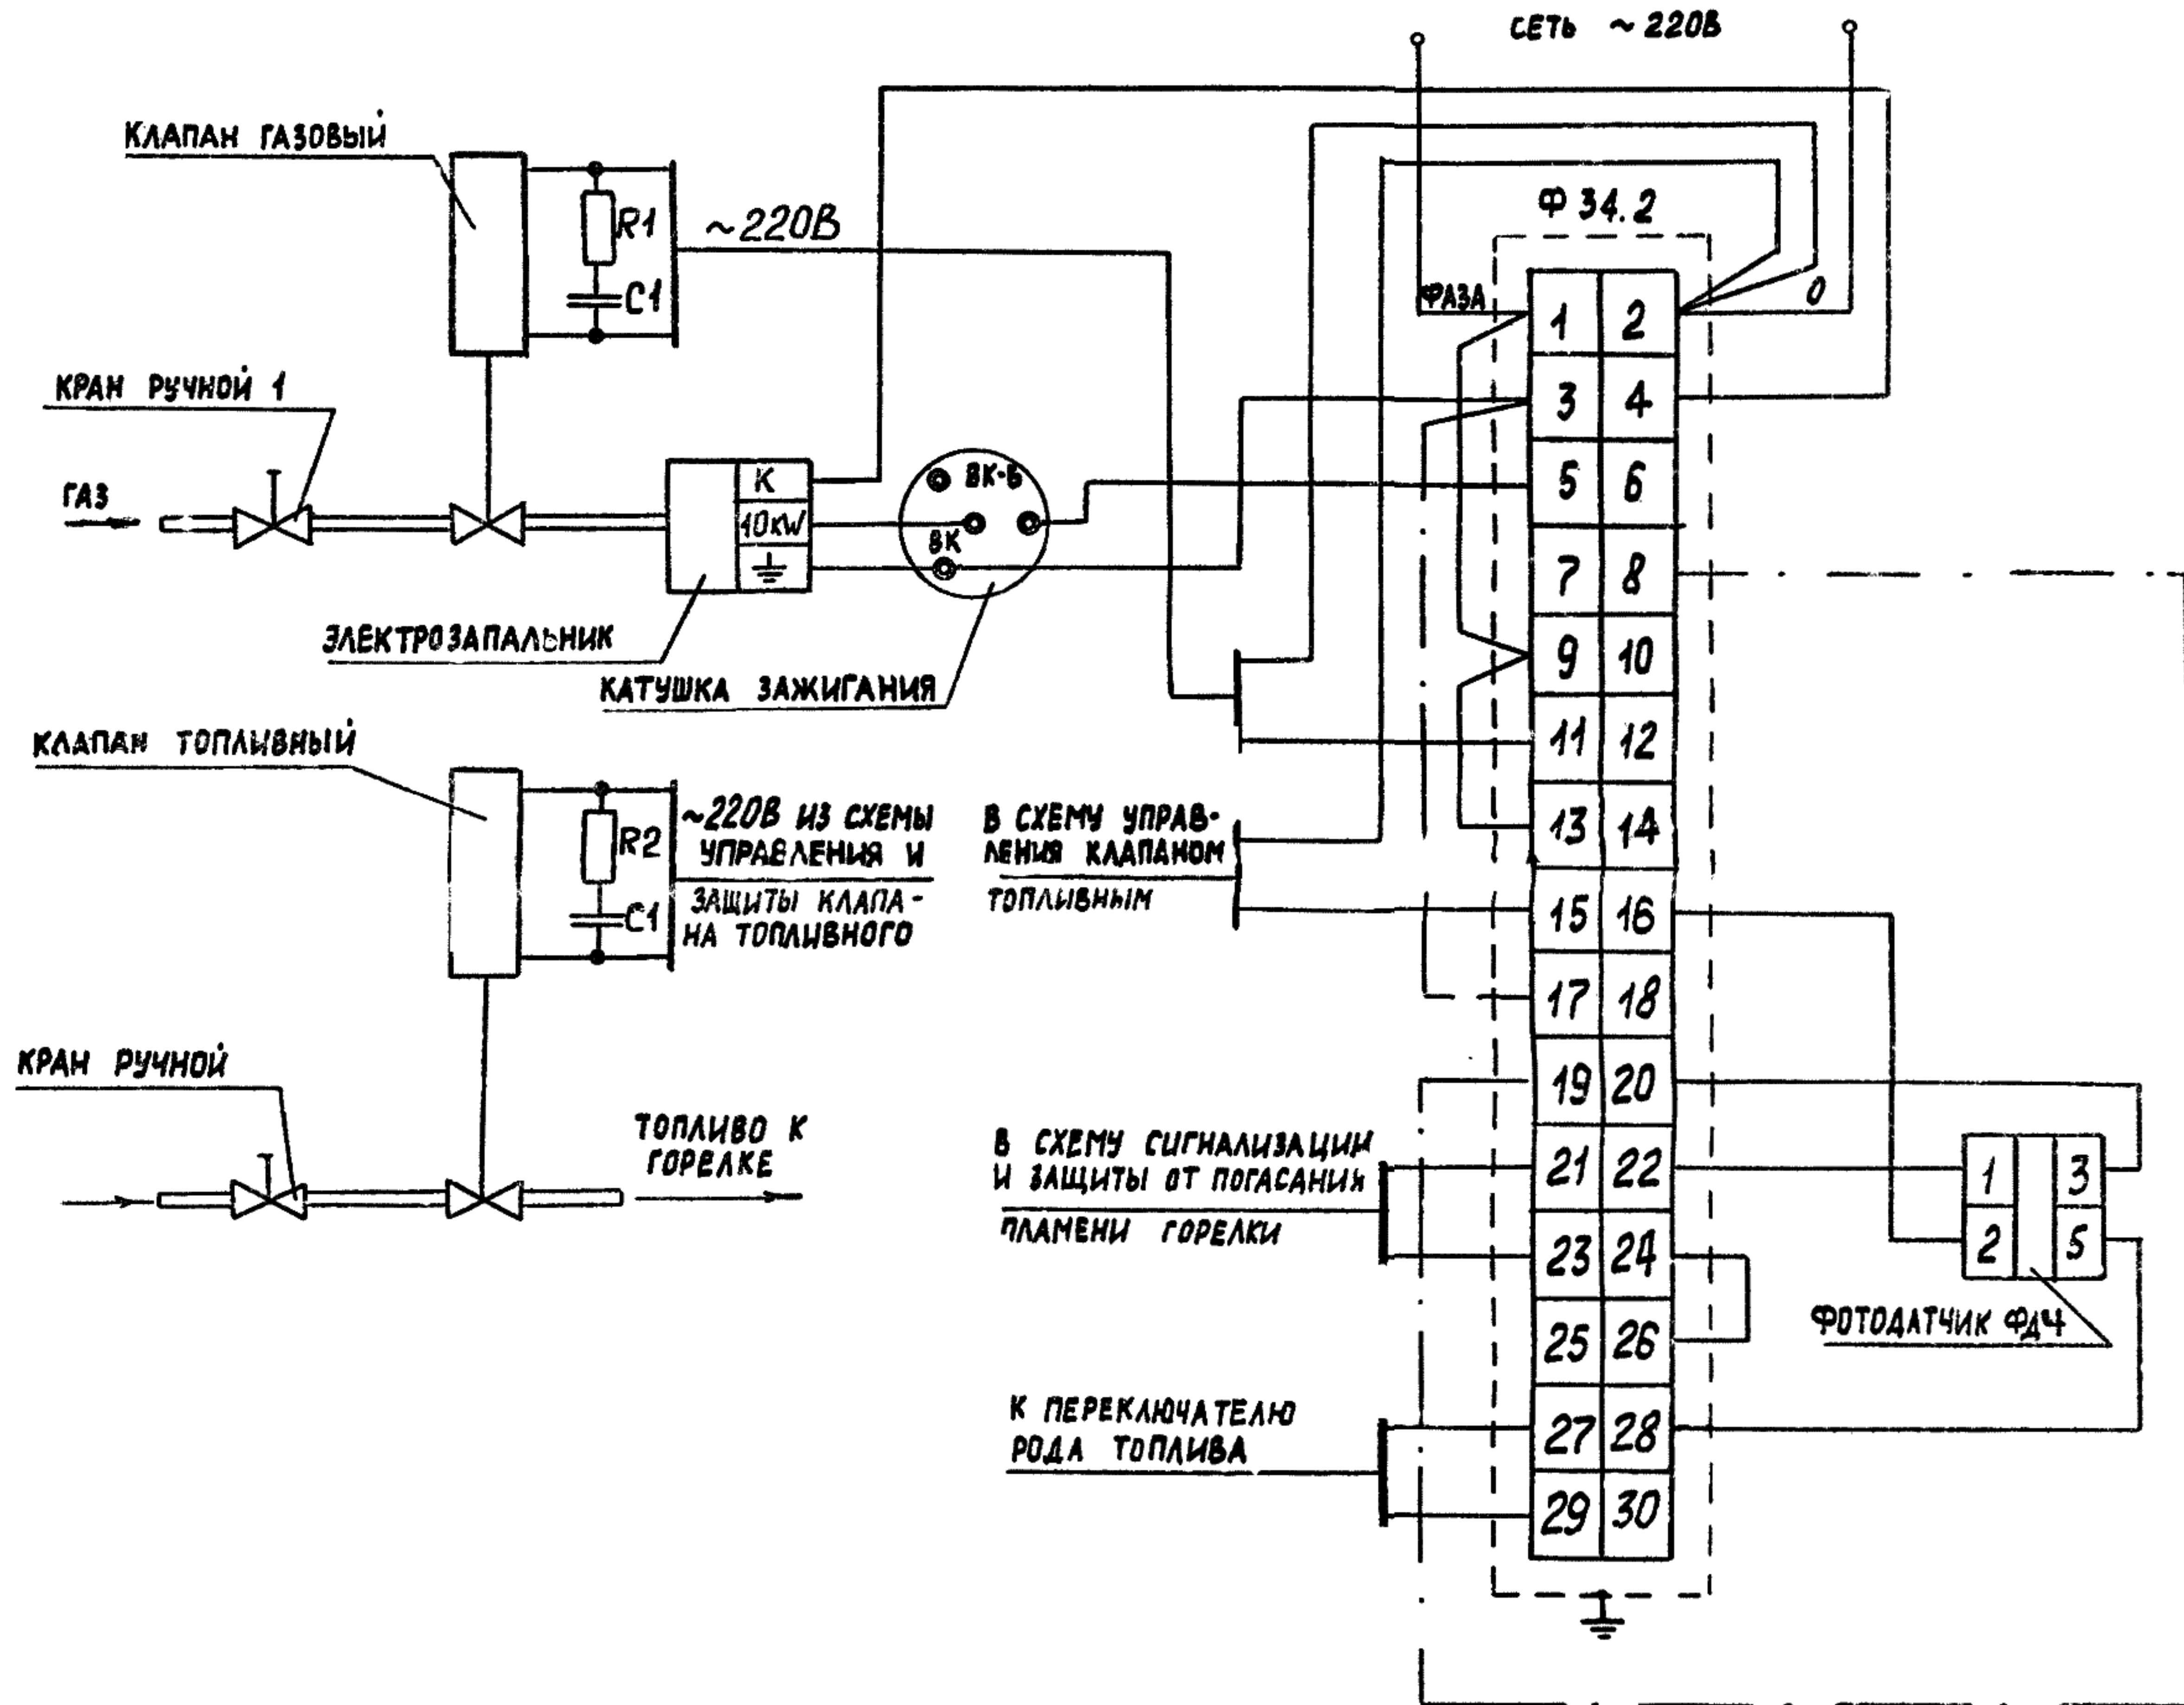 СЕТЬ ~ 220В
КЛАПАН ГАЗОВЫЙ
R1
~220В
C1
Ф 34.2
ФАЗА
0
КРАН РУЧНОЙ 1
ГАЗ
К
10кW
ВК-Б
ВК
ЭЛЕКТРОЗАПАЛЬНИК
КАТУШКА ЗАЖИГАНИЯ
КЛАПАН ТОПЛИВНЫЙ
R2
C1
~220В ИЗ СХЕМЫ
УПРАВЛЕНИЯ И
ЗАЩИТЫ КЛАПА-
НА ТОПЛИВНОГО
В СХЕМУ УПРАВ-
ЛЕНИЯ КЛАПАНОМ
ТОПЛИВНЫМ
КРАН РУЧНОЙ
ТОПЛИВО К
ГОРЕЛКЕ
В СХЕМУ СИГНАЛИЗАЦИИ
И ЗАЩИТЫ ОТ ПОГАСАНИЯ
ПЛАМЕНИ ГОРЕЛКИ
К ПЕРЕКЛЮЧАТЕЛЮ
РОДА ТОПЛИВА
1 2
3 4
5 6
7 8
9 10
11 12
13 14
15 16
17 18
19 20
21 22
23 24
25 26
27 28
29 30
1 3
2 5
ФОТОДАТЧИК ФДЧ